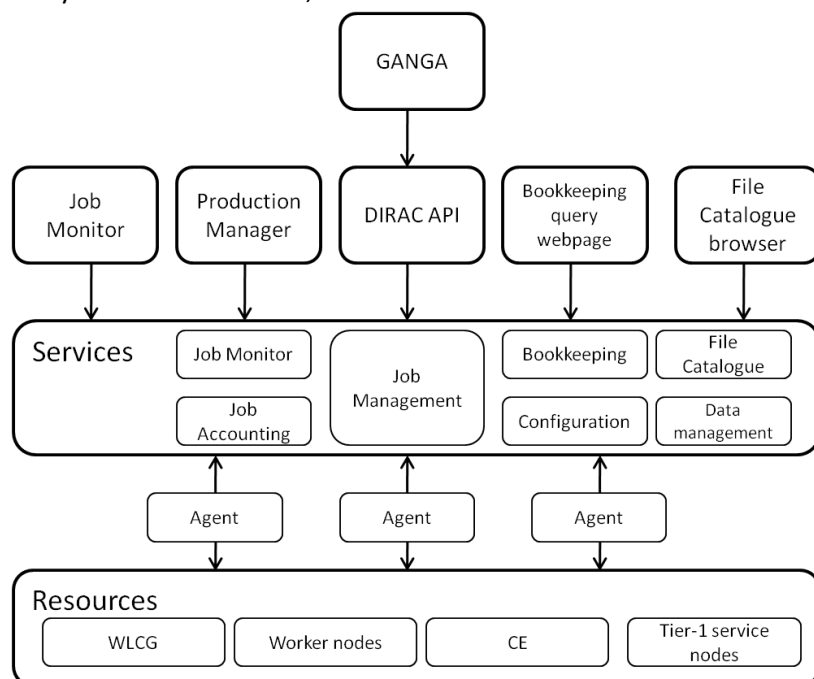 GANGA
Job
Monitor
Production
Manager
DIRAC API
Bookkeeping
query
webpage
File
Catalogue
browser
Services
Job Monitor
Job
Accounting
Job
Management
Bookkeeping
Configuration
File
Catalogue
Data
management
Agent
Agent
Agent
Resources
WLCG
Worker nodes
CE
Tier-1 service
nodes